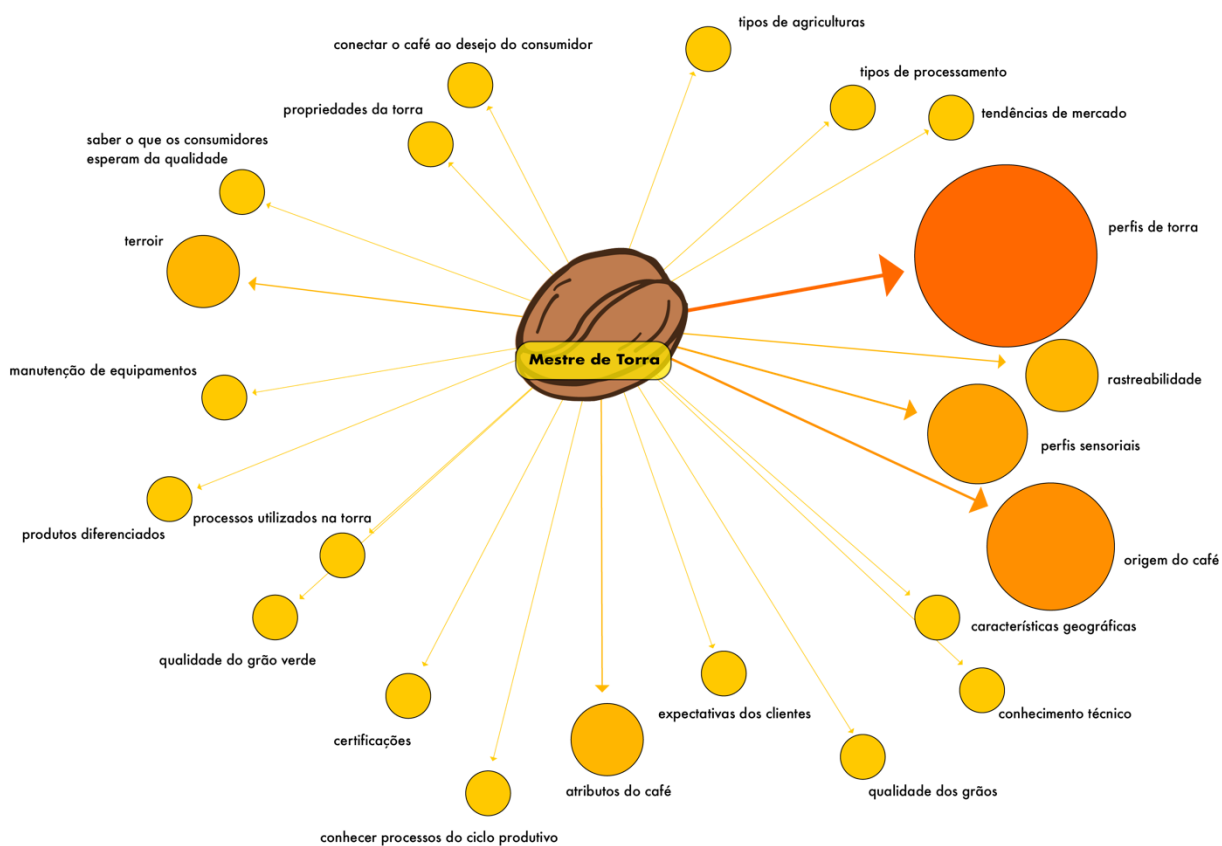 tipos de agriculturas
conectar o café ao desejo do consumidor
tipos de processamento
propriedades da torra
tendências de mercado
saber o que os consumidores
esperam da qualidade
perfis de torra
terroir
Mestre de Torra
manutenção de equipamentos
rastreabilidade
perfis sensoriais
processos utilizados na torra
produtos diferenciados
origem do café
características geográficas
qualidade do grão verde
expectativas dos clientes
conhecimento técnico
certificações
atributos do café
qualidade dos grãos
conhecer processos do ciclo produtivo